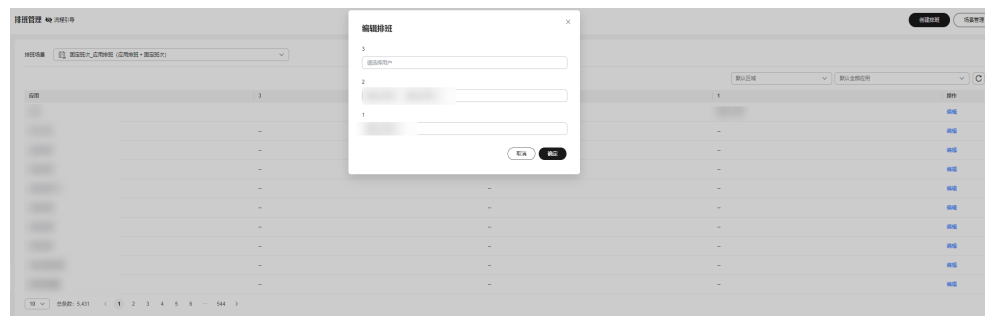 排班管理 流程引导
创建排班 场景管理
排班场景 固定班次_应用排班 (应用排班 + 固定班次)
默认区域 默认全部应用
应用 3 1 操作
编辑
-- -- 编辑
-- -- 编辑
-- -- 编辑
-- -- -- 编辑
-- -- -- 编辑
-- -- -- 编辑
-- -- -- 编辑
-- -- -- 编辑
-- -- -- 编辑
10 总条数: 5,431 < 1 2 3 4 5 6 ··· 544 >
编辑排班 ×
3
请选择用户
2
1
取消 确定